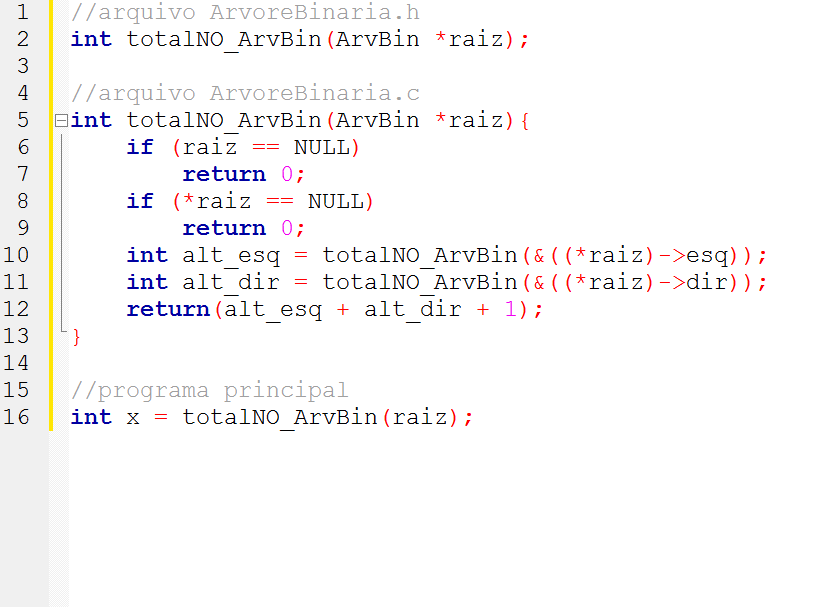 1 //arquivo ArvoreBinaria.h
2 int totalNO_ArvBin(ArvBin *raiz);
3
4 //arquivo ArvoreBinaria.c
5 int totalNO_ArvBin(ArvBin *raiz){
6     if (raiz == NULL)
7         return 0;
8     if (*raiz == NULL)
9         return 0;
10     int alt_esq = totalNO_ArvBin(&((*raiz)->esq));
11     int alt_dir = totalNO_ArvBin(&((*raiz)->dir));
12     return(alt_esq + alt_dir + 1);
13 }
14
15 //programa principal
16 int x = totalNO_ArvBin(raiz);